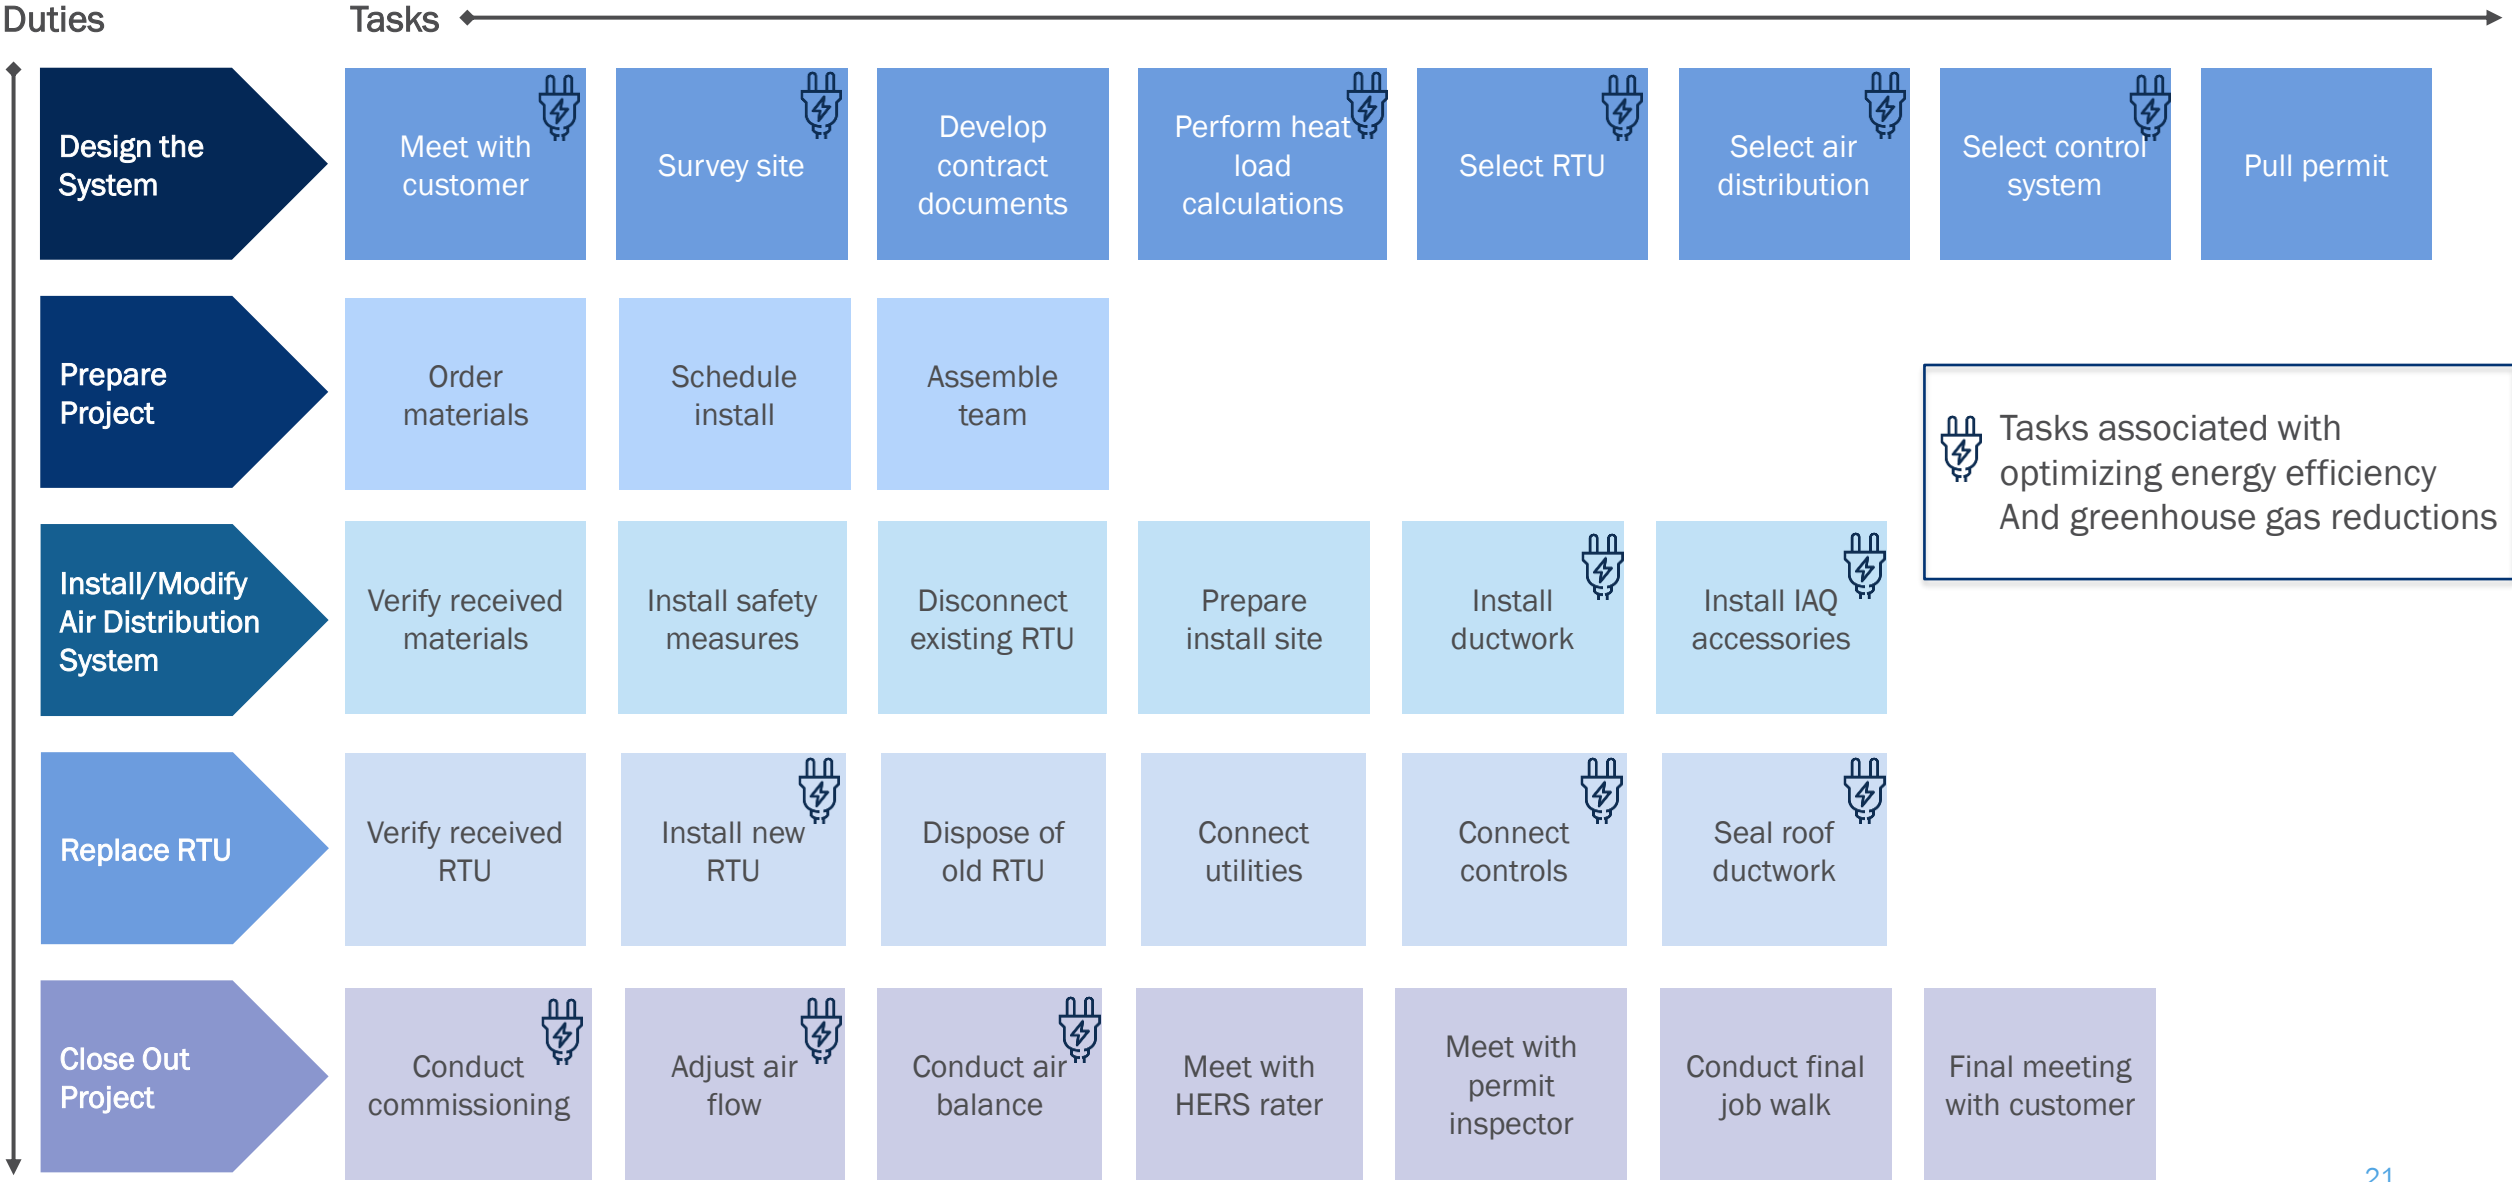 Duties
Tasks
Design the
System
Meet with
customer
Survey site
Develop
contract
documents
Perform heat
load
calculations
Select RTU
Select air
distribution
Select control
system
Pull permit
Prepare
Project
Order
materials
Schedule
install
Assemble
team
Tasks associated with
optimizing energy efficiency
And greenhouse gas reductions
Install/Modify
Air Distribution
System
Verify received
materials
Install safety
measures
Disconnect
existing RTU
Prepare
install site
Install
ductwork
Install IAQ
accessories
Replace RTU
Verify received
RTU
Install new
RTU
Dispose of
old RTU
Connect
utilities
Connect
controls
Seal roof
ductwork
Close Out
Project
Conduct
commissioning
Adjust air
flow
Conduct air
balance
Meet with
HERS rater
Meet with
permit
inspector
Conduct final
job walk
Final meeting
with customer
21